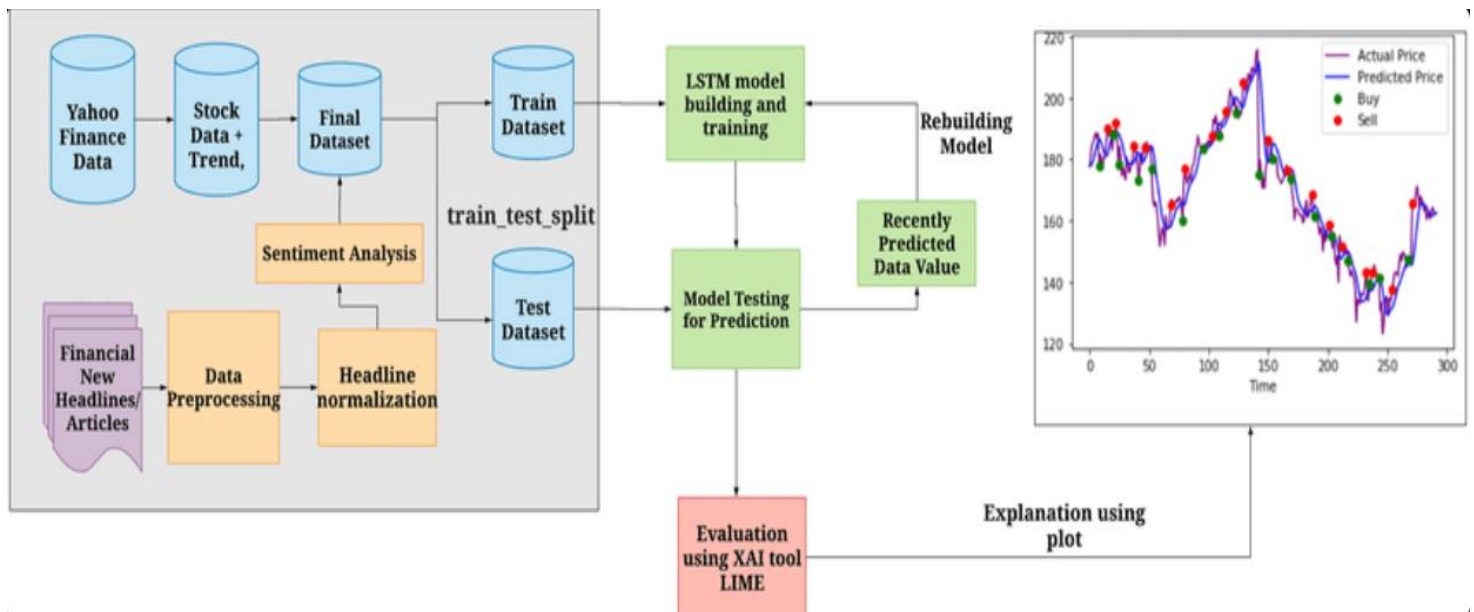 Yahoo
Finance
Data
Stock
Data +
Trend,
Final
Dataset
Train
Dataset
train_test_split
Sentiment Analysis
Test
Dataset
Financial
New
Headlines/
Articles
Data
Preprocessing
Headline
normalization
LSTM model
building and
training
Rebuilding
Model
Recently
Predicted
Data Value
Model Testing
for Prediction
Evaluation
using XAI tool
LIME
Explanation using
plot
220
200
180
160
140
120
0
50
100
150
200
250
300
Time
Actual Price
Predicted Price
Buy
Sell